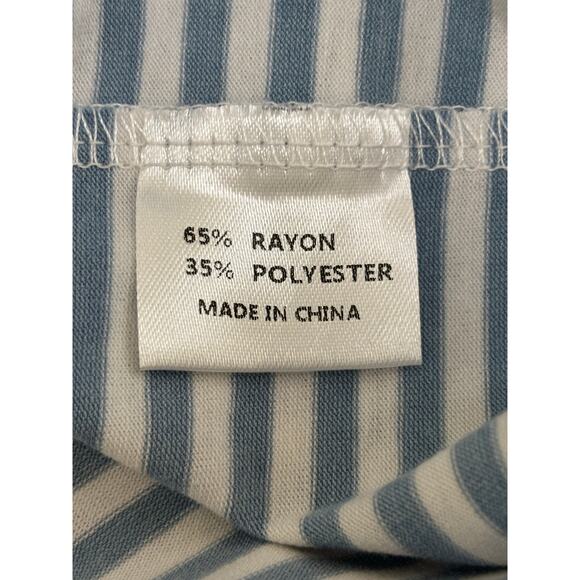 65% RAYON
35% POLYESTER
MADE IN CHINA